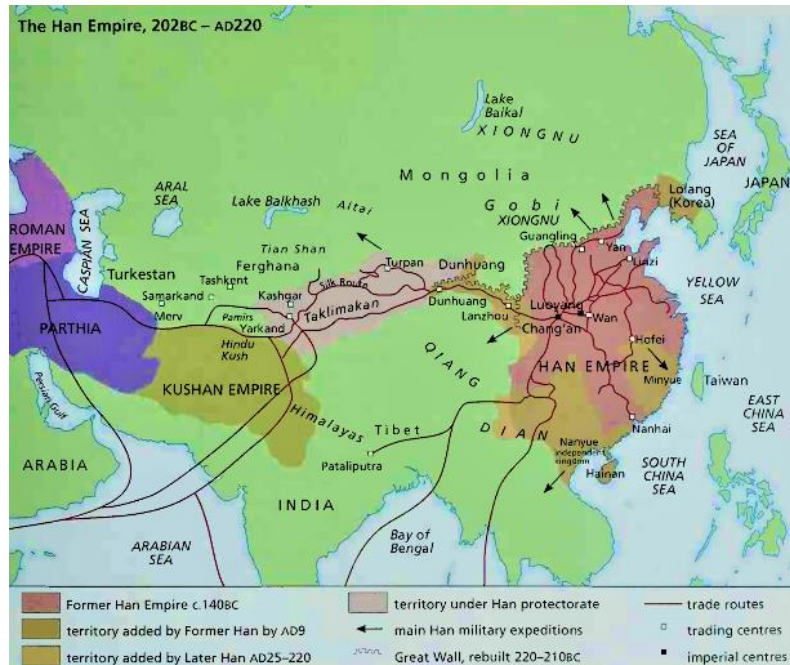 The Han Empire, 202BC – AD220
Lake
Baikal
XIONGNU
SEA
OF
JAPAN
JAPAN
Mongolia
ARAL
SEA
Lake Balkhash
Altai
Gobi
XIONGNU
Lolang
(Korea)
ROMAN
EMPIRE
CASPIAN SEA
Turkestan
Tien Shan
Ferghana
Turpan
Dunhuang
Guangling
Yan
Linzi
Tashkent
Samarkand
Merv
Kashgar
Silk Route
Taklimakan
Dunhuang
Lanzhou
Luoyang
Wan
Chang'an
YELLOW
SEA
PARTHIA
Pamirs
Yarkand
Hindu
Kush
KUSHAN EMPIRE
QIANG
HAN EMPIRE
Hofei
Minyue
Taiwan
EAST
CHINA
SEA
Persian Gulf
Himalayas
Tibet
DIAN
Nanhai
ARABIA
Pataliputra
Nanyue
independent
kingdom
Hainan
SOUTH
CHINA
SEA
INDIA
ARABIAN
SEA
Bay of
Bengal
Former Han Empire c.140BC
territory added by Former Han by AD9
territory added by Later Han AD25–220
territory under Han protectorate
main Han military expeditions
Great Wall, rebuilt 220–210BC
trade routes
trading centres
imperial centres